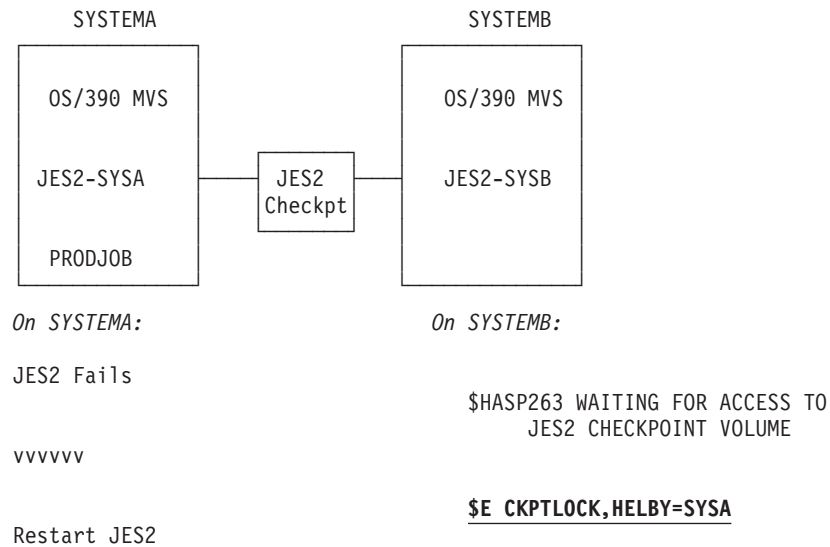 SYSTEMA SYSTEMB
OS/390 MVS OS/390 MVS
JES2-SYSA JES2 JES2-SYSB
Checkpt
PRODJOB
On SYSTEMA: On SYSTEMB:
JES2 Fails
$HASP263 WAITING FOR ACCESS TO
JES2 CHECKPOINT VOLUME
vvvvvv
$E CKPTLOCK,HELBY=SYSA
Restart JES2